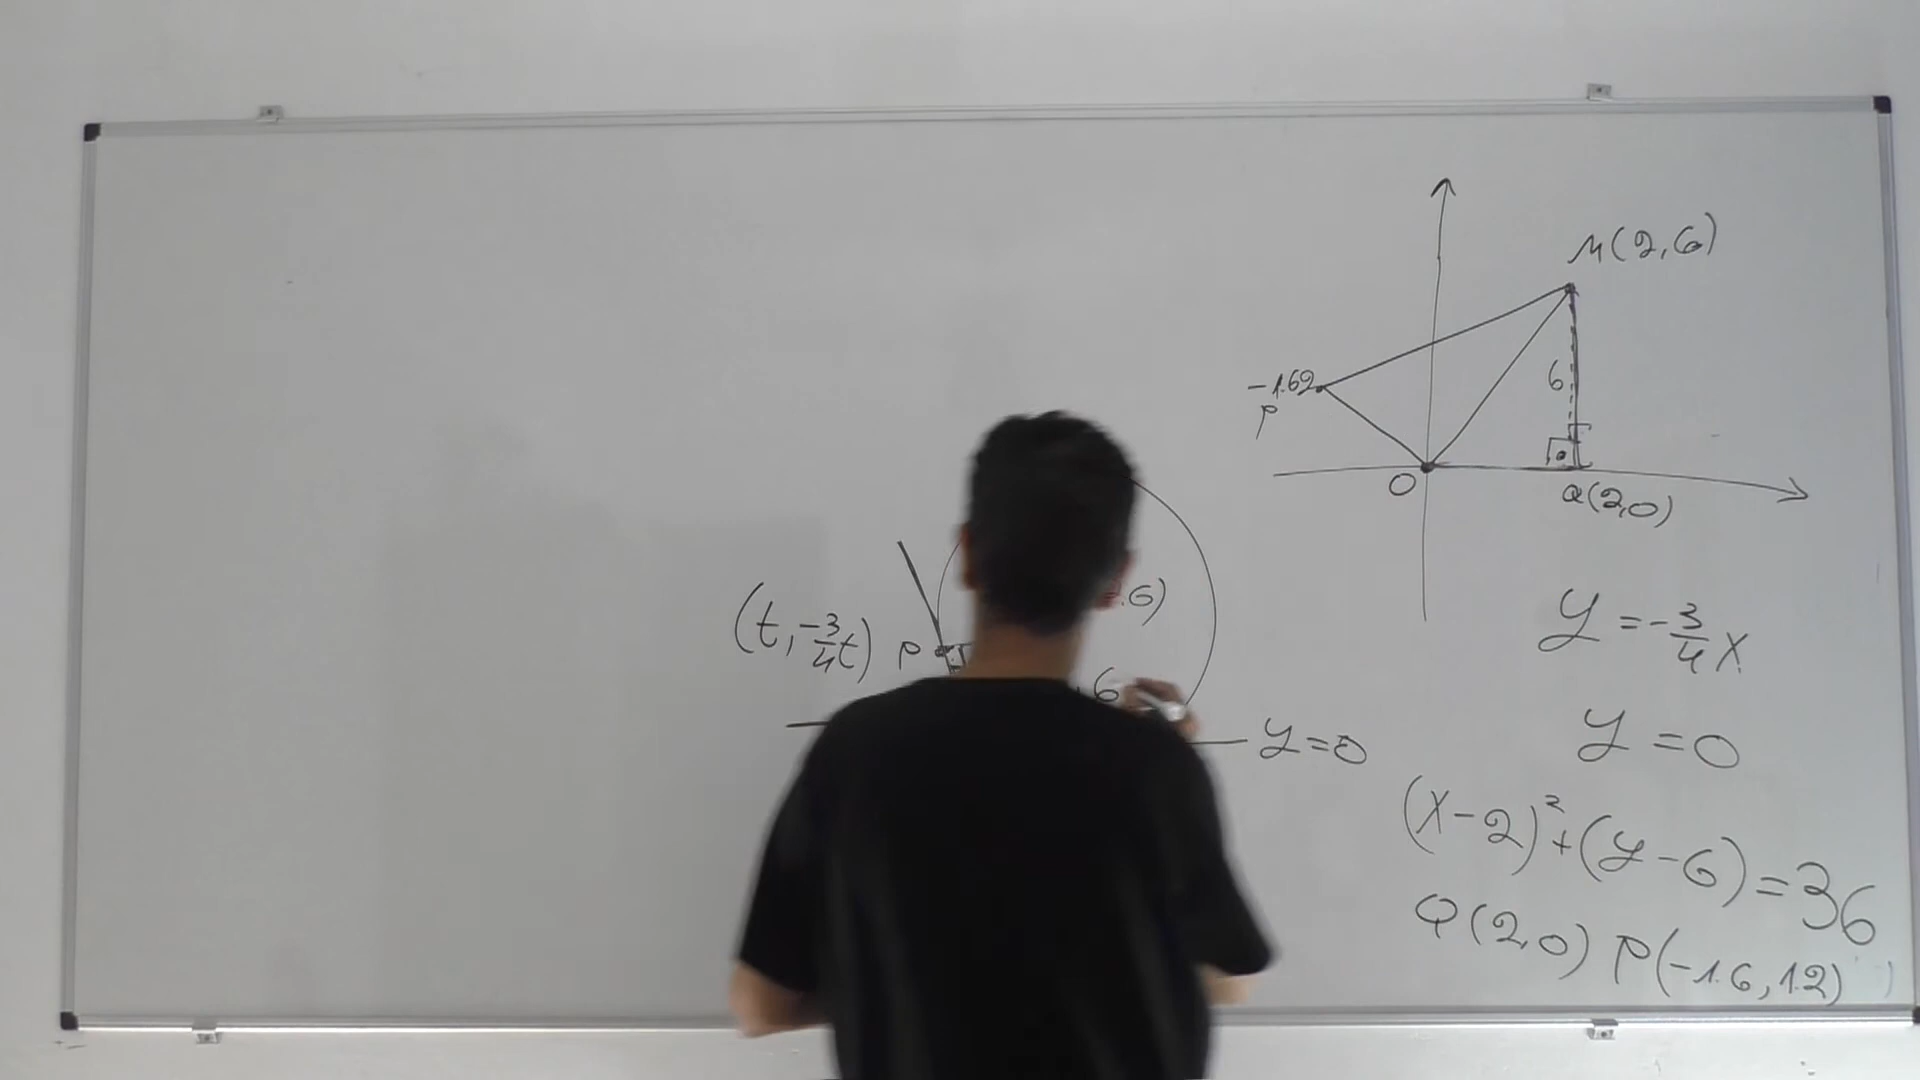 M(2,6)
-1.62
P
6
O
Q(2,0)
(t, -3/4 t) P
.6)
6
y=0
y = -3/4 x
y = 0
(x-2)²+(y-6)=36
Q(2,0) P(-1.6, 1.2)